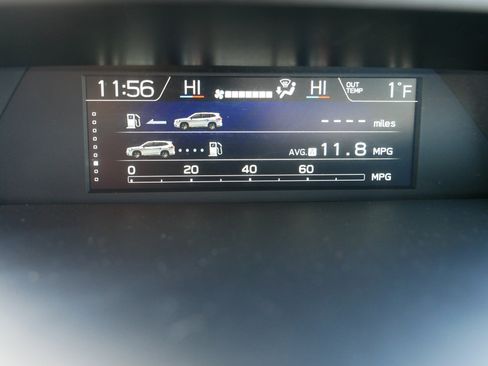 11:56 HI HI OUT TEMP 1°F
---- miles
AVG. A 11.8 MPG
0 20 40 60
MPG